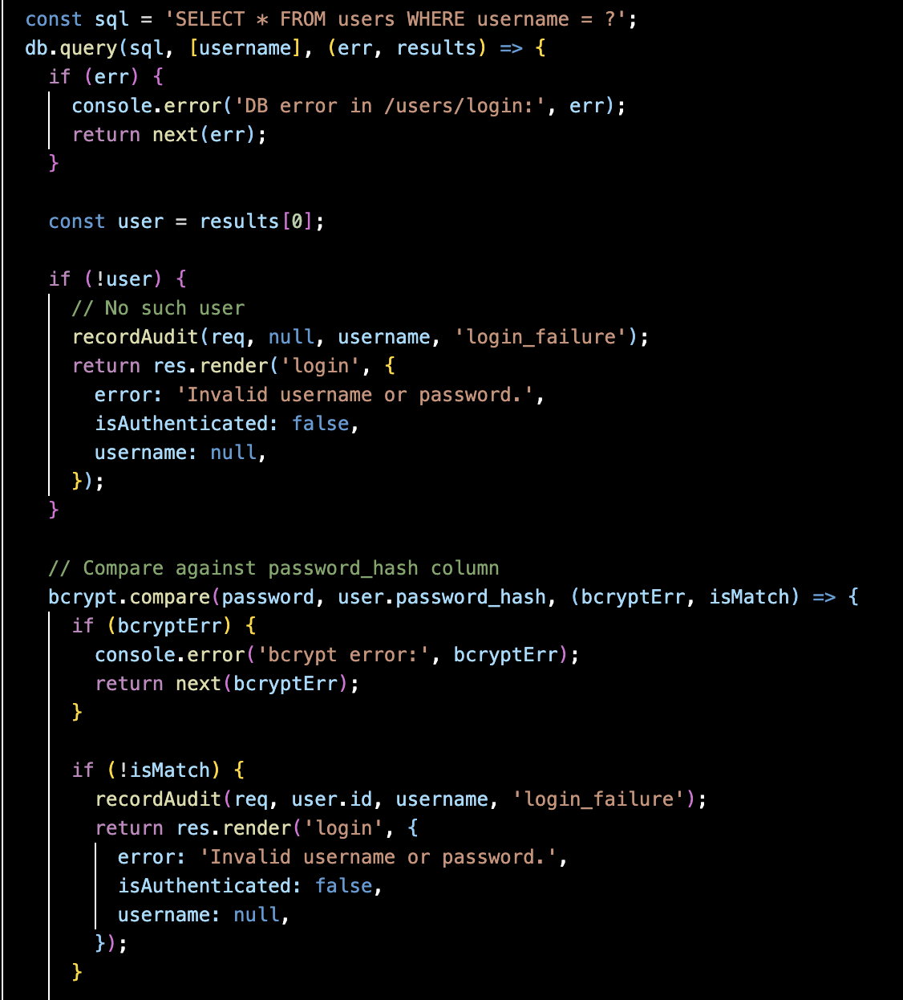 const sql = 'SELECT * FROM users WHERE username = ?';
db.query(sql, [username], (err, results) => {
  if (err) {
    console.error('DB error in /users/login:', err);
    return next(err);
  }

  const user = results[0];

  if (!user) {
    // No such user
    recordAudit(req, null, username, 'login_failure');
    return res.render('login', {
      error: 'Invalid username or password.',
      isAuthenticated: false,
      username: null,
    });
  }

  // Compare against password_hash column
  bcrypt.compare(password, user.password_hash, (bcryptErr, isMatch) => {
    if (bcryptErr) {
      console.error('bcrypt error:', bcryptErr);
      return next(bcryptErr);
    }

    if (!isMatch) {
      recordAudit(req, user.id, username, 'login_failure');
      return res.render('login', {
        error: 'Invalid username or password.',
        isAuthenticated: false,
        username: null,
      });
    }